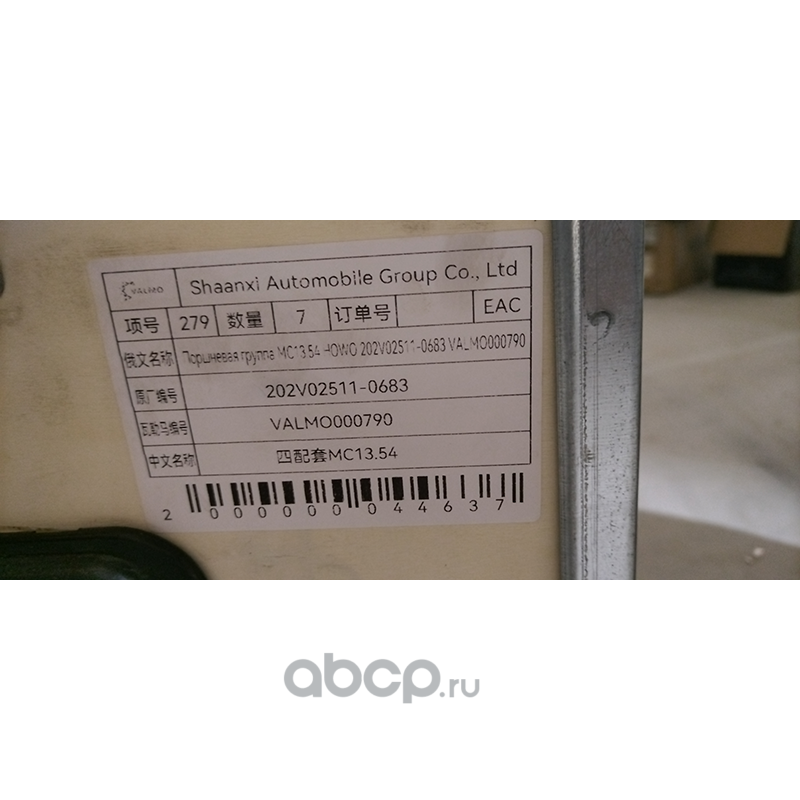 VALMO Shaanxi Automobile Group Co., Ltd
项号 279 数量 7 订单号 EAC
俄文名称 Поршневая группа MC13.54 HOWO 202V02511-0683 VALMO000790
原厂编号 202V02511-0683
瓦勒马编号 VALMO000790
中文名称 四配套MC13.54
2 000000 044637
abcp.ru